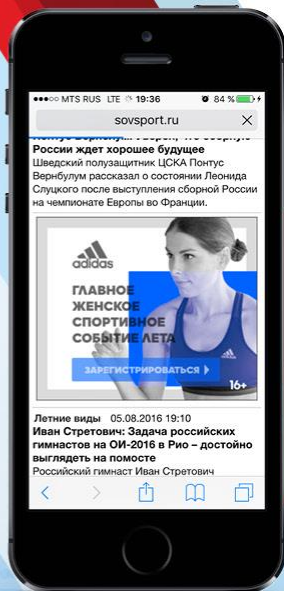 MTS RUS LTE 19:36 84 %
sovsport.ru
России ждет хорошее будущее
Шведский полузащитник ЦСКА Понтус
Вернбулум рассказал о состоянии Леонида
Слуцкого после выступления сборной России
на чемпионате Европы во Франции.
adidas
ГЛАВНОЕ
ЖЕНСКОЕ
СПОРТИВНОЕ
СОБЫТИЕ ЛЕТА
ЗАРЕГИСТРИРОВАТЬСЯ
16+
Летние виды 05.08.2016 19:10
Иван Стретович: Задача российских
гимнастов на ОИ-2016 в Рио – достойно
выглядеть на помосте
Российский гимнаст Иван Стретович